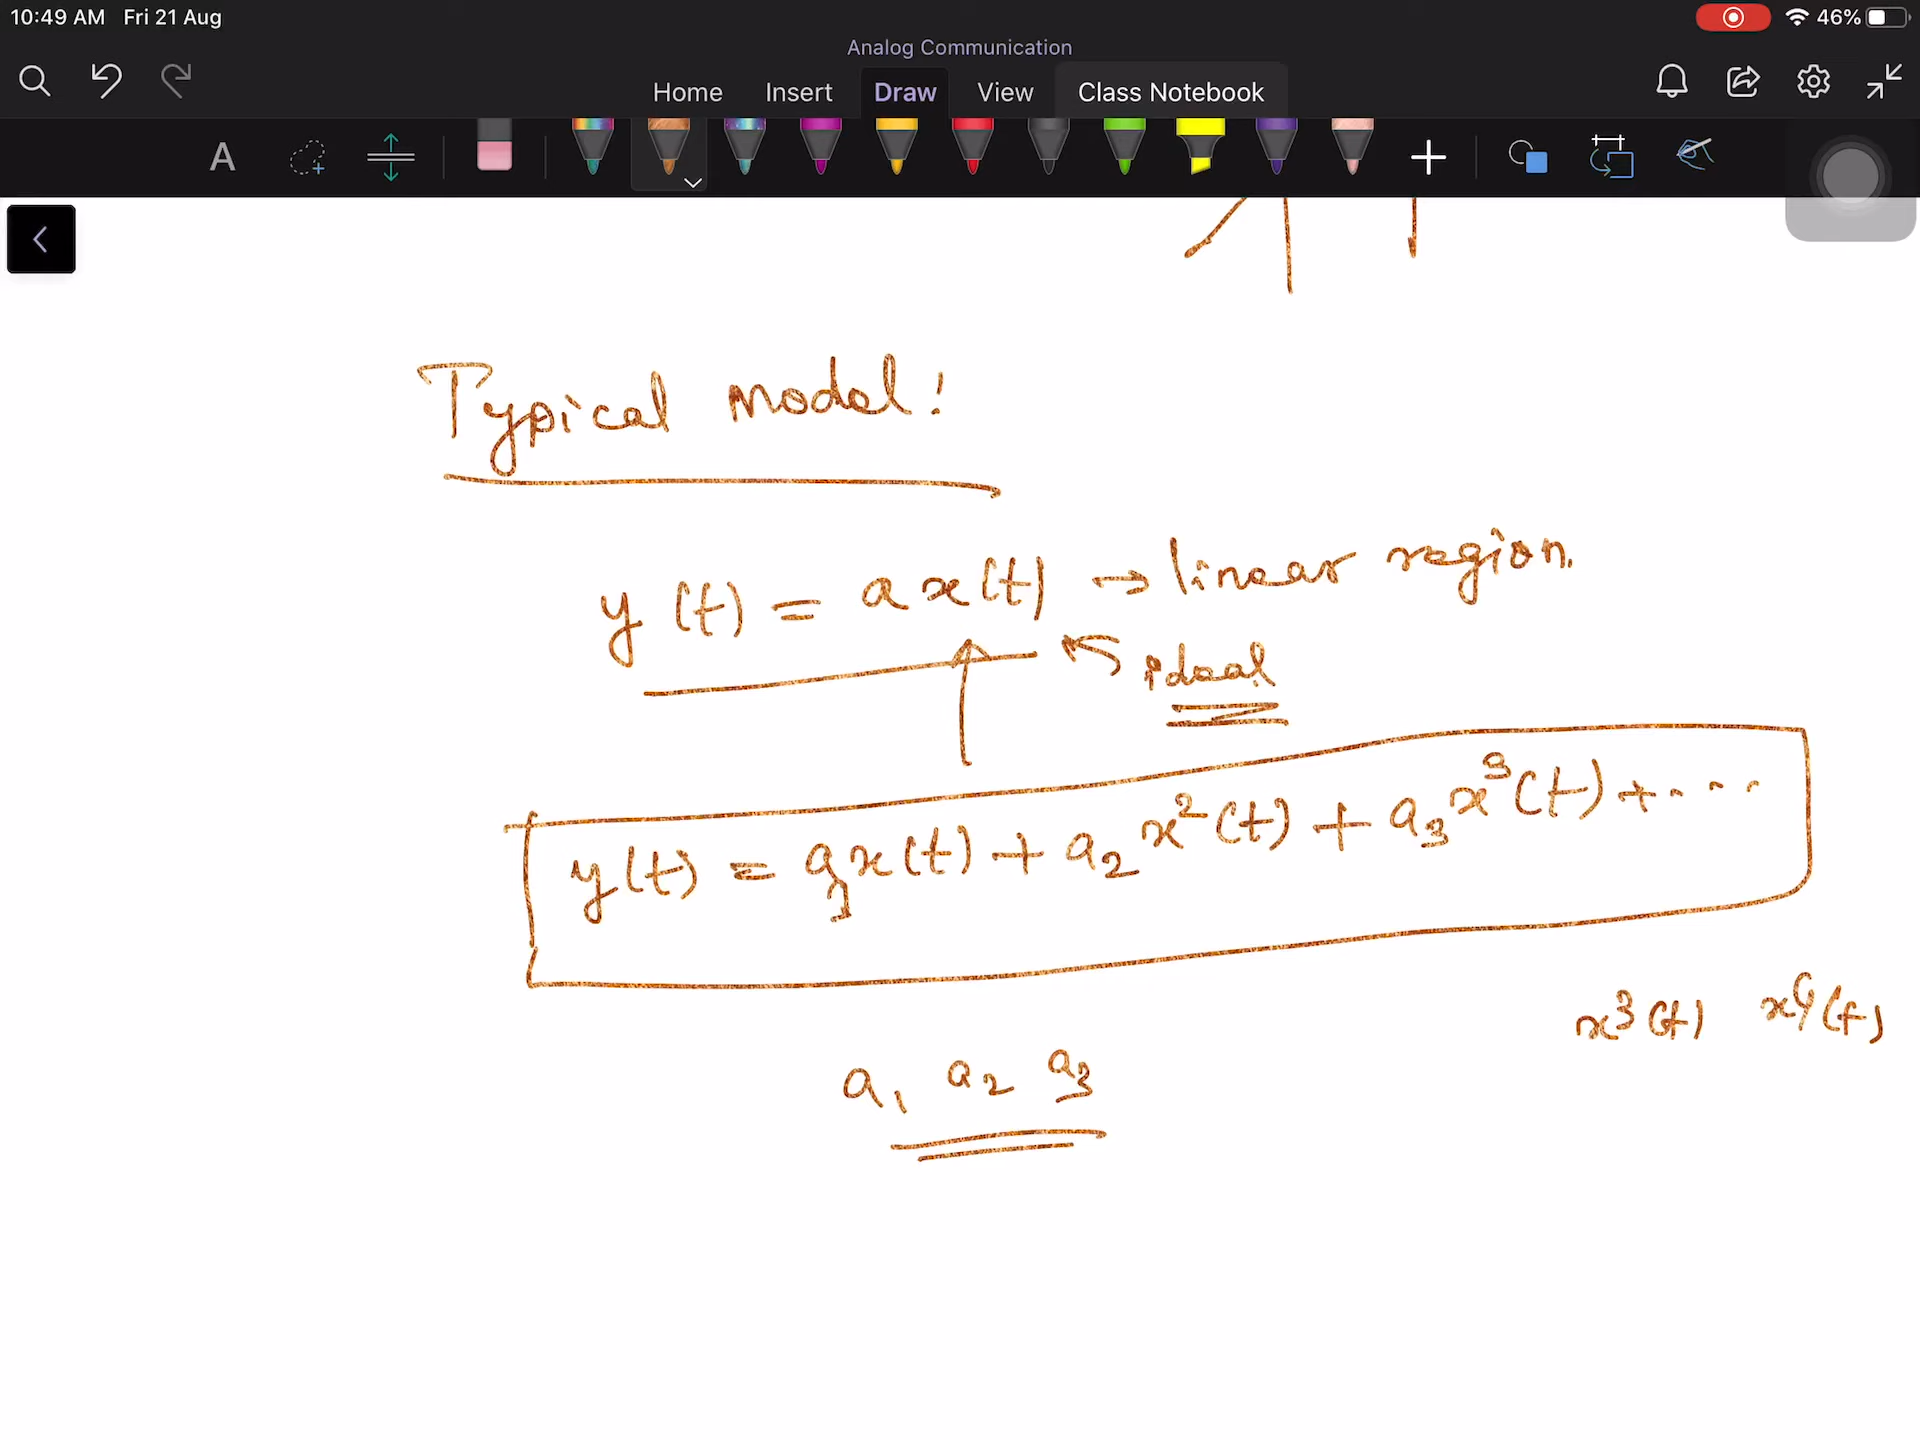 10:49 AM Fri 21 Aug
46%
Analog Communication
Home Insert Draw View Class Notebook
A
Typical Model:
y(t) = a x(t) → linear region.
ideal
y(t) = a₁x(t) + a₂x²(t) + a₃x³(t) + ....
x³(t) x⁴(t)
a₁ a₂ a₃